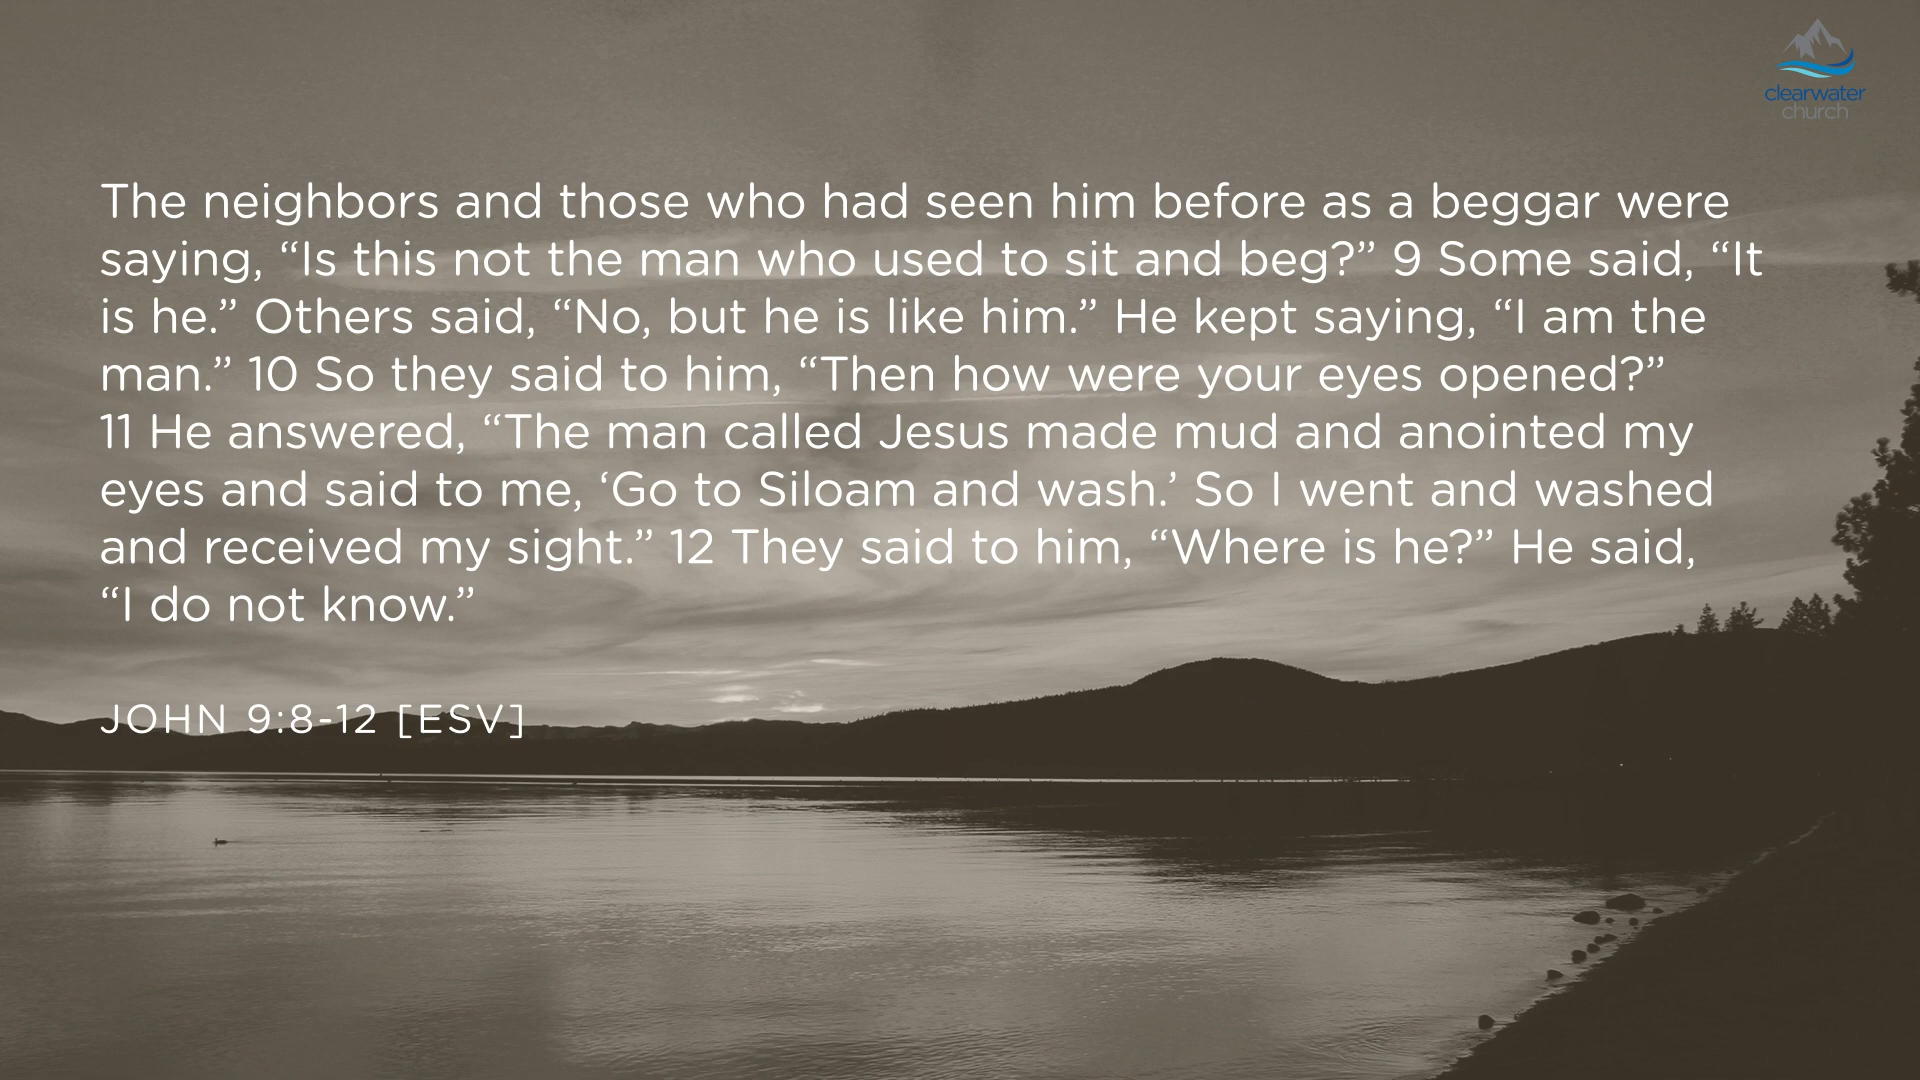 clearwater
church
The neighbors and those who had seen him before as a beggar were
saying, “Is this not the man who used to sit and beg?” 9 Some said, “It
is he.” Others said, “No, but he is like him.” He kept saying, “I am the
man.” 10 So they said to him, “Then how were your eyes opened?”
11 He answered, “The man called Jesus made mud and anointed my
eyes and said to me, ‘Go to Siloam and wash.’ So I went and washed
and received my sight.” 12 They said to him, “Where is he?” He said,
“I do not know.”
JOHN 9:8-12 [ESV]